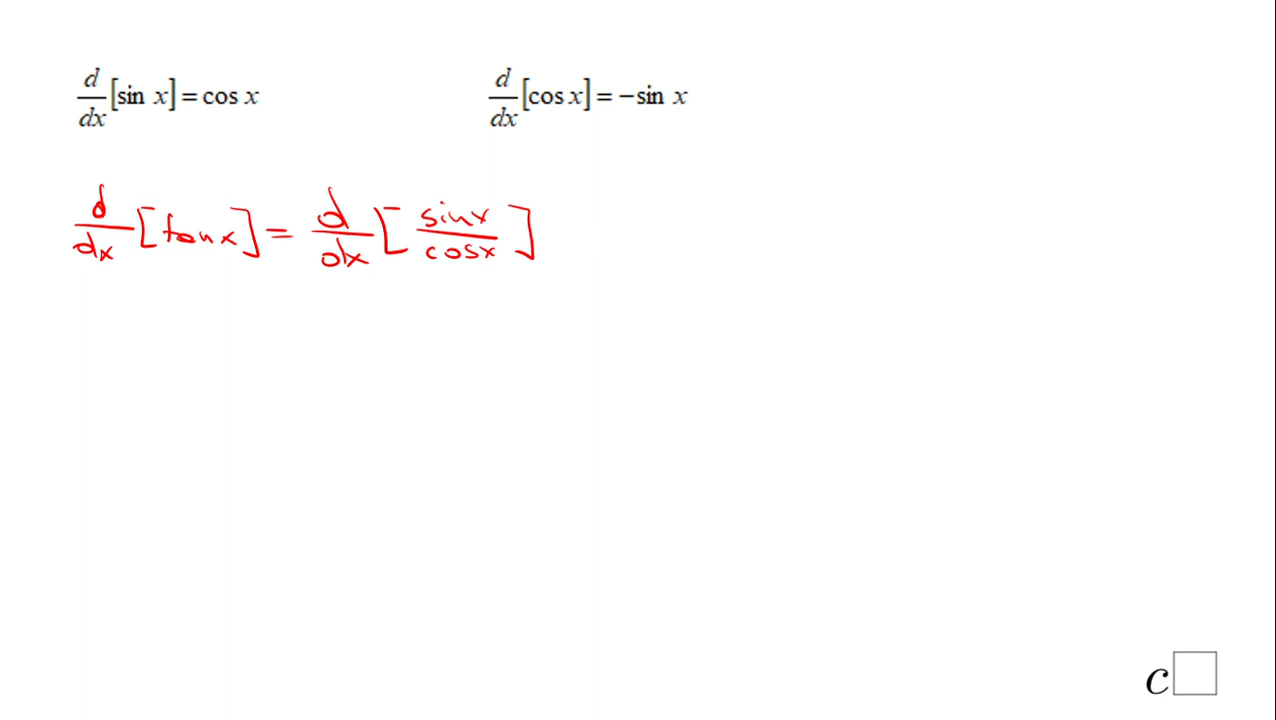 d/dx [sin x] = cos x    d/dx [cos x] = −sin x
d/dx [tan x] = d/dx [sin x / cos x]
c□